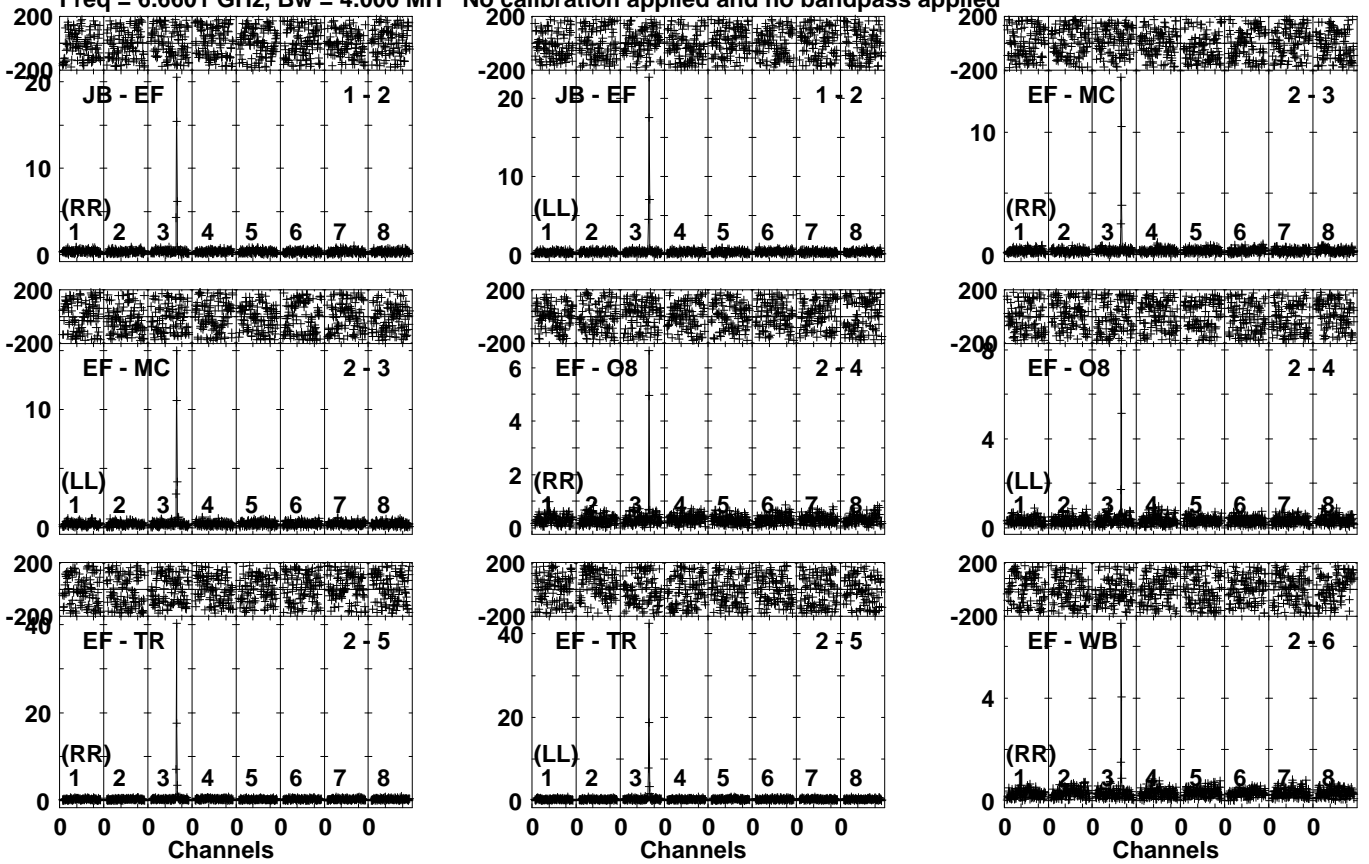 Freq = 6.6601 GHz, Bw = 4.000 MH No calibration applied and no bandpass applied
200 200 200
-200 -200 -200
20 20 10
JB - EF 1 - 2 JB - EF 1 - 2 EF - MC 2 - 3
10 10
(RR) (LL) (RR)
1 2 3 4 5 6 7 8 1 2 3 4 5 6 7 8 1 2 3 4 5 6 7 8
0 0 0
200 200 200
-200 -200 -200
6 8
EF - MC 2 - 3 EF - O8 2 - 4 EF - O8 2 - 4
10 4 4
2
(LL) (RR) (LL)
1 2 3 4 5 6 7 8 1 2 3 4 5 6 7 8 1 2 3 4 5 6 7 8
0 0 0
200 200 200
-200 -200 -200
40 40
EF - TR 2 - 5 EF - TR 2 - 5 EF - WB 2 - 6
20 20 4
(RR) (LL) (RR)
1 2 3 4 5 6 7 8 1 2 3 4 5 6 7 8 1 2 3 4 5 6 7 8
0 0 0
0 0 0 0 0 0 0 0 0 0 0 0 0 0 0 0 0 0 0 0 0 0 0 0
Channels Channels Channels